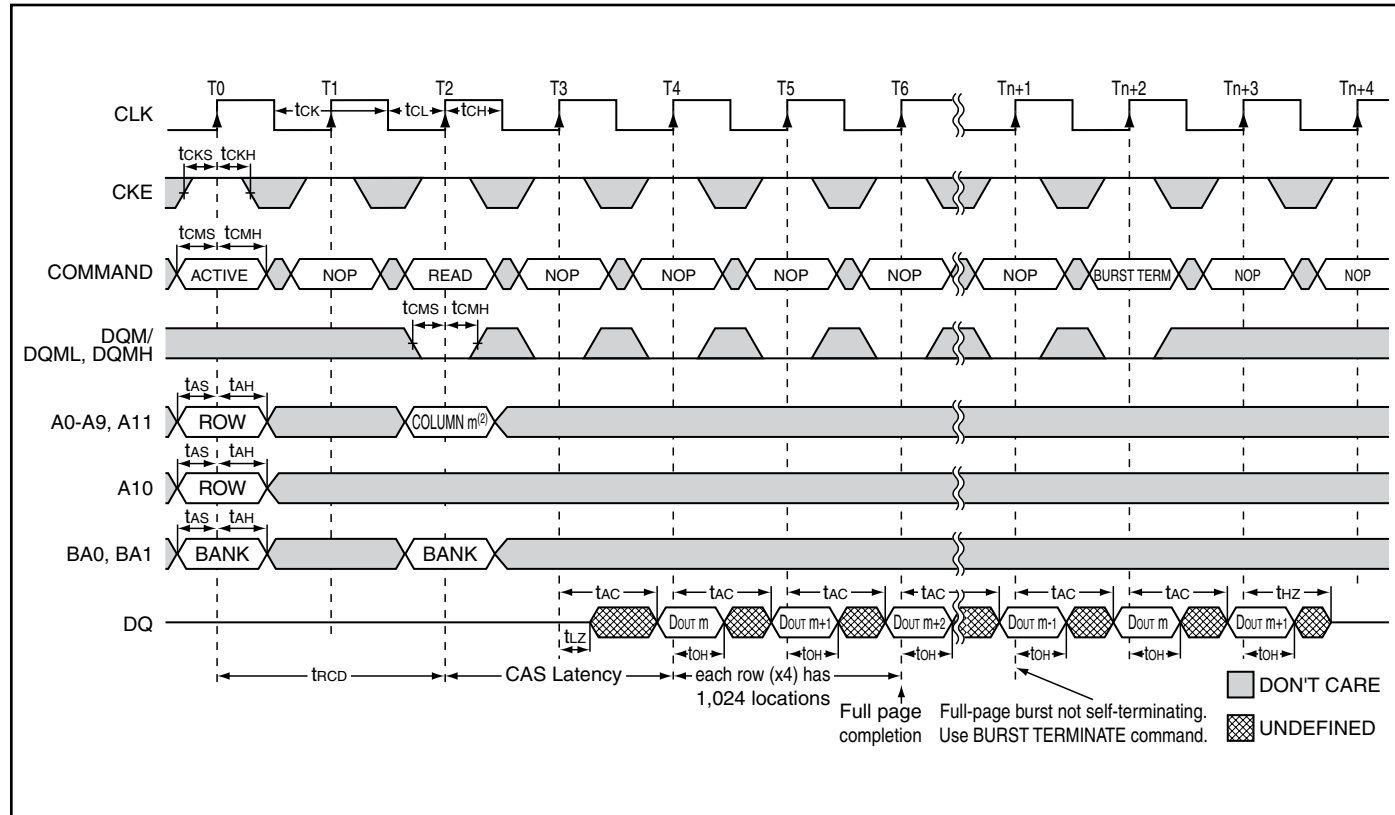 T0 T1 T2 T3 T4 T5 T6 Tn+1 Tn+2 Tn+3 Tn+4
CLK tCK tCL tCH
tCKS tCKH
CKE
tCMS tCMH
COMMAND ACTIVE NOP READ NOP NOP NOP NOP NOP BURST TERM NOP NOP
tCMS tCMH
DQM/
DQML, DQMH
tAS tAH
A0-A9, A11 ROW COLUMN m(2)
tAS tAH
A10 ROW
tAS tAH
BA0, BA1 BANK BANK
tAC tAC tAC tAC tAC tAC tHZ
DQ DOUT m DOUT m+1 DOUT m+2 DOUT m-1 DOUT m DOUT m+1
tLZ tOH tOH tOH tOH tOH tOH
tRCD CAS Latency each row (x4) has
1,024 locations
Full page
completion
Full-page burst not self-terminating.
Use BURST TERMINATE command.
DON'T CARE
UNDEFINED